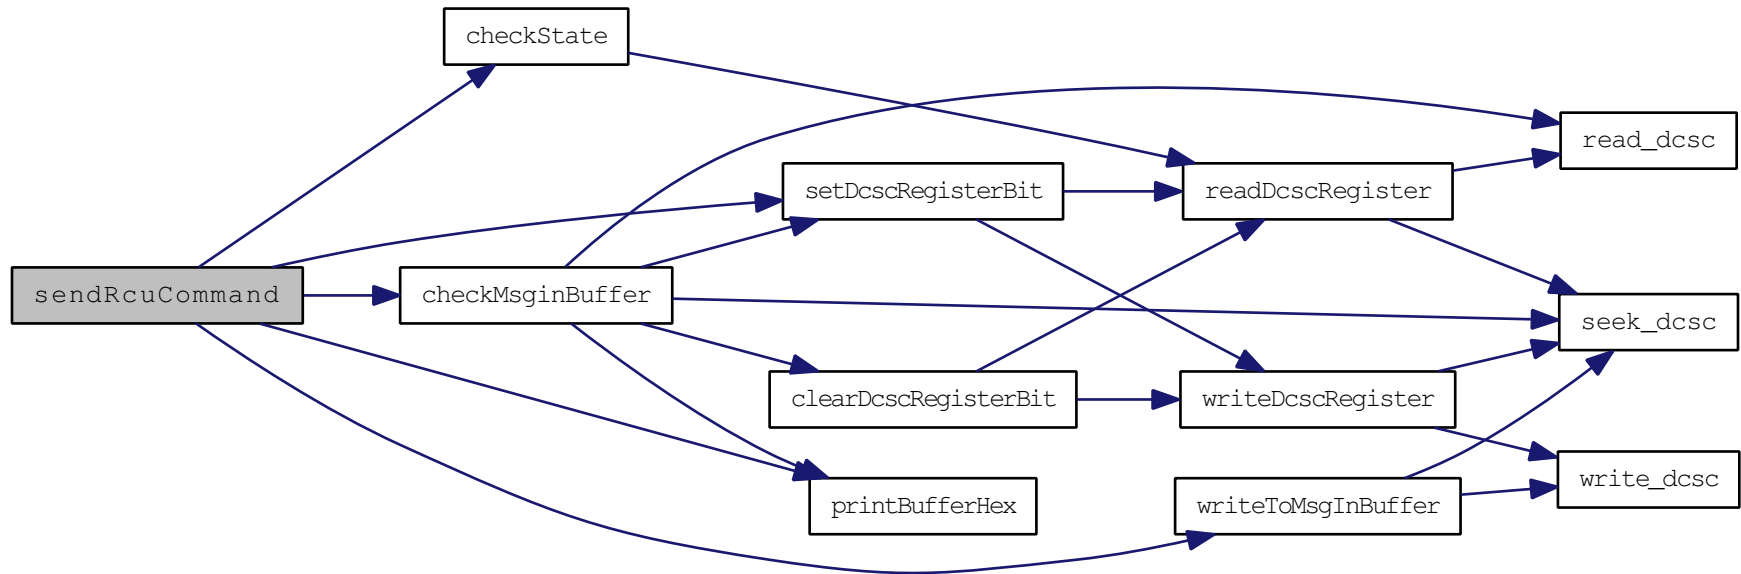 checkState
read_dcsc
setDcscRegisterBit
readDcscRegister
sendRcuCommand
checkMsginBuffer
seek_dcsc
clearDcscRegisterBit
writeDcscRegister
write_dcsc
printBufferHex
writeToMsgInBuffer